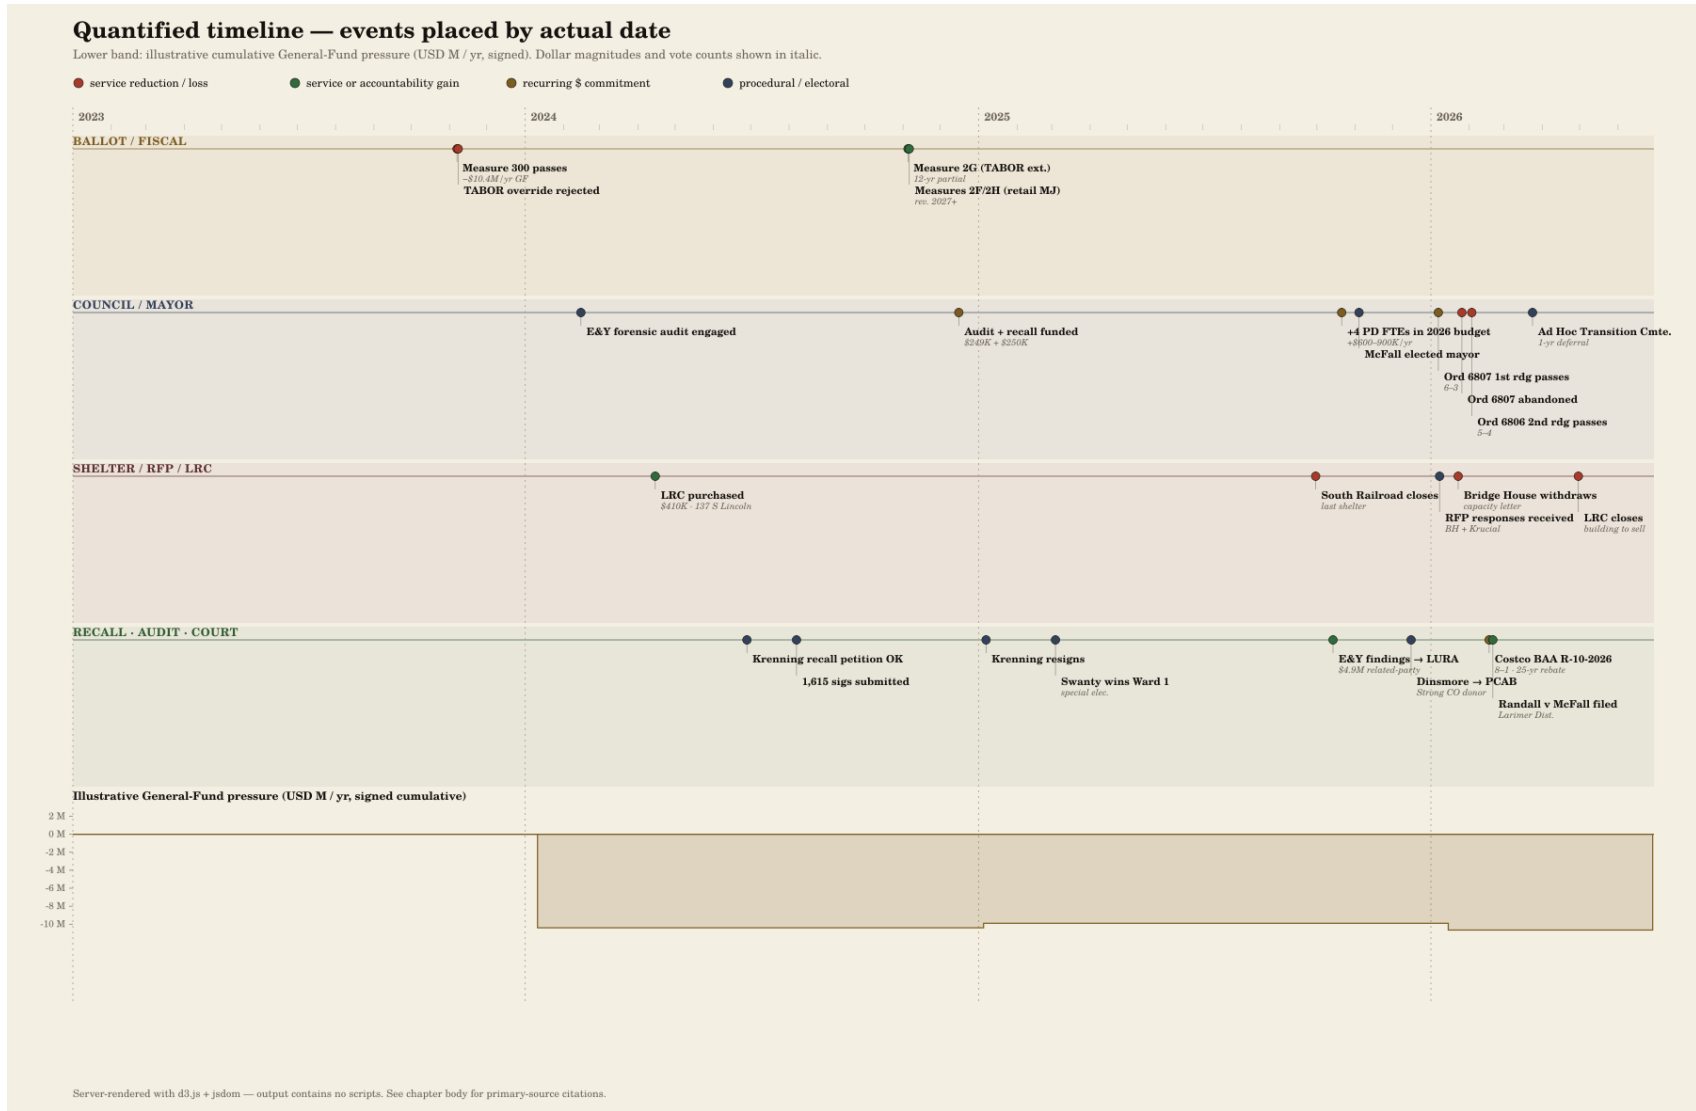 Quantified timeline — events placed by actual date
Lower band: illustrative cumulative General-Fund pressure (USD M / yr, signed). Dollar magnitudes and vote counts shown in italic.
service reduction / loss
service or accountability gain
recurring $ commitment
procedural / electoral
2023
2024
2025
2026
BALLOT / FISCAL
Measure 300 passes
−$10.4M/yr GF
TABOR override rejected
Measure 2G (TABOR ext.)
12-yr partial
Measures 2F/2H (retail MJ)
rev. 2027+
COUNCIL / MAYOR
E&Y forensic audit engaged
Audit + recall funded
$249K + $250K
+4 PD FTEs in 2026 budget
+$600–900K/yr
McFall elected mayor
Ord 6807 1st rdg passes
6–3
Ord 6807 abandoned
Ord 6806 2nd rdg passes
5–4
Ad Hoc Transition Cmte.
1-yr deferral
SHELTER / RFP / LRC
LRC purchased
$410K · 137 S Lincoln
South Railroad closes
last shelter
Bridge House withdraws
capacity letter
RFP responses received
BH + Krucial
LRC closes
building to sell
RECALL · AUDIT · COURT
Krenning recall petition OK
1,615 sigs submitted
Krenning resigns
Swanty wins Ward 1
special elec.
E&Y findings → LURA
$4.9M related-party
Dinsmore → PCAB
Strong CO donor
Costco BAA R-10-2026
8–1 · 25-yr rebate
Randall v McFall filed
Larimer Dist.
Illustrative General-Fund pressure (USD M / yr, signed cumulative)
2 M
0 M
-2 M
-4 M
-6 M
-8 M
-10 M
Server-rendered with d3.js + jsdom — output contains no scripts. See chapter body for primary-source citations.